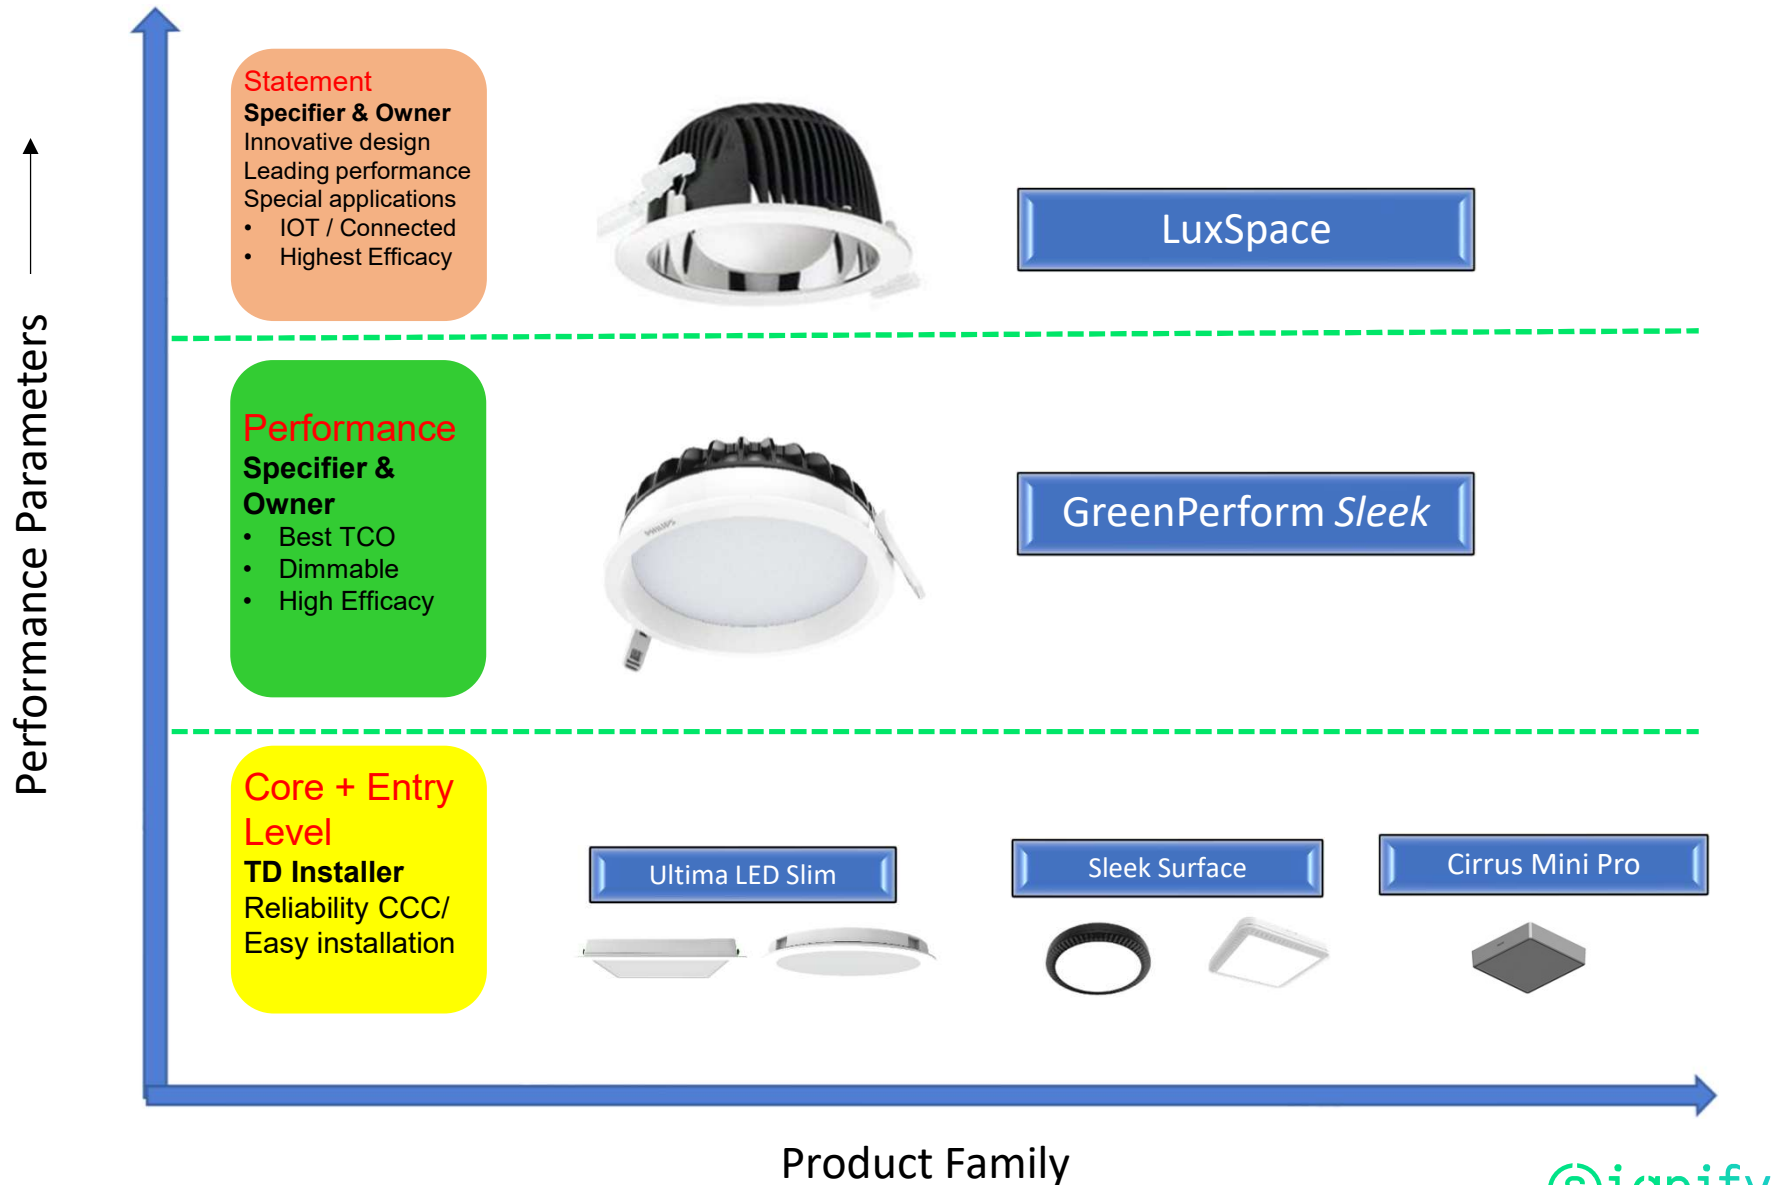 Statement
Specifier & Owner
Innovative design
Leading performance
Special applications
• IOT / Connected
• Highest Efficacy
LuxSpace
Performance Parameters
Performance
Specifier &
Owner
• Best TCO
• Dimmable
• High Efficacy
PHILIPS
GreenPerform Sleek
Core + Entry
Level
TD Installer
Reliability CCC/
Easy installation
Ultima LED Slim
Sleek Surface
Cirrus Mini Pro
Product Family
Signify